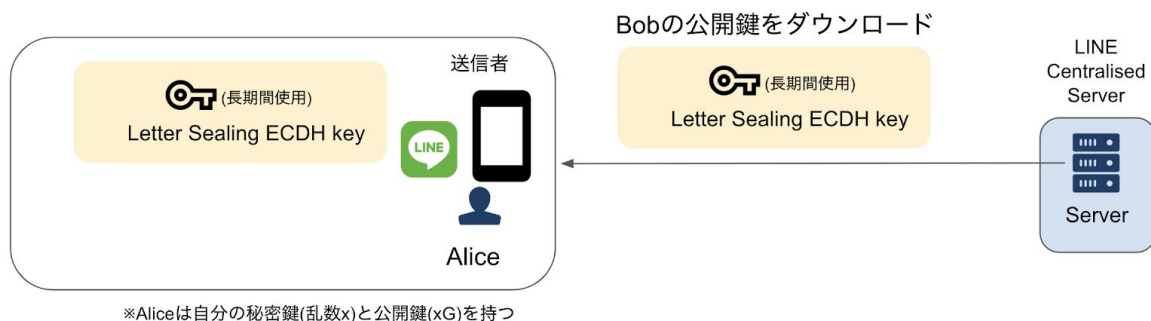 Bobの公開鍵をダウンロード
送信者
(長期間使用)
Letter Sealing ECDH key
LINE
Alice
(長期間使用)
Letter Sealing ECDH key
LINE
Centralised
Server
Server
※Aliceは自分の秘密鍵(乱数x)と公開鍵(xG)を持つ